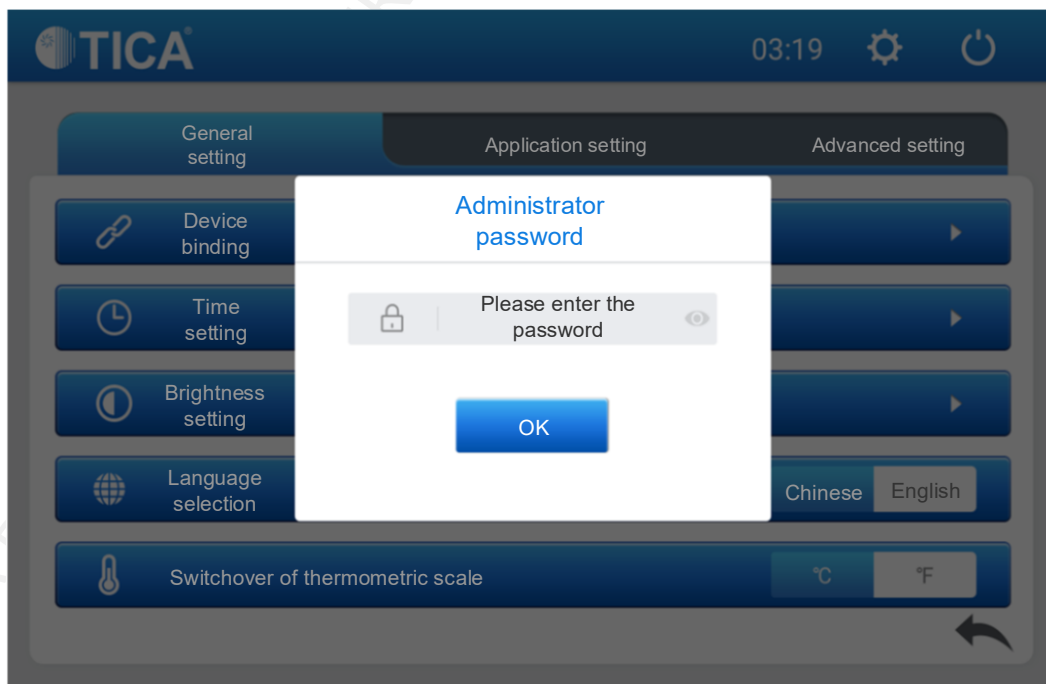 TICA
03:19
General
setting
Application setting
Advanced setting
Administrator
password
Device
binding
Please enter the
password
Time
setting
Brightness
setting
OK
Language
selection
Chinese
English
Switchover of thermometric scale
℃
℉